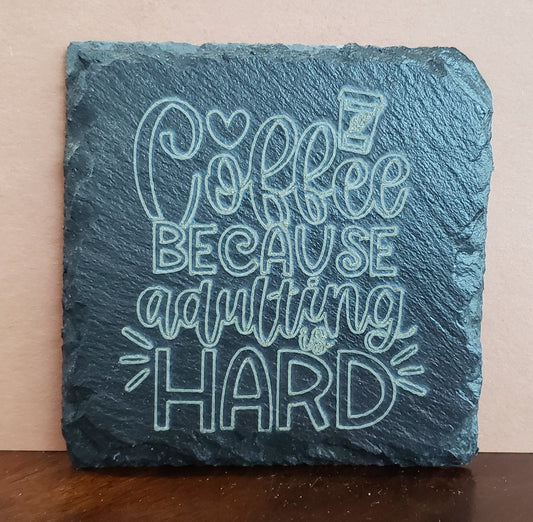 Coffee
BECAUSE
adulting
is
HARD